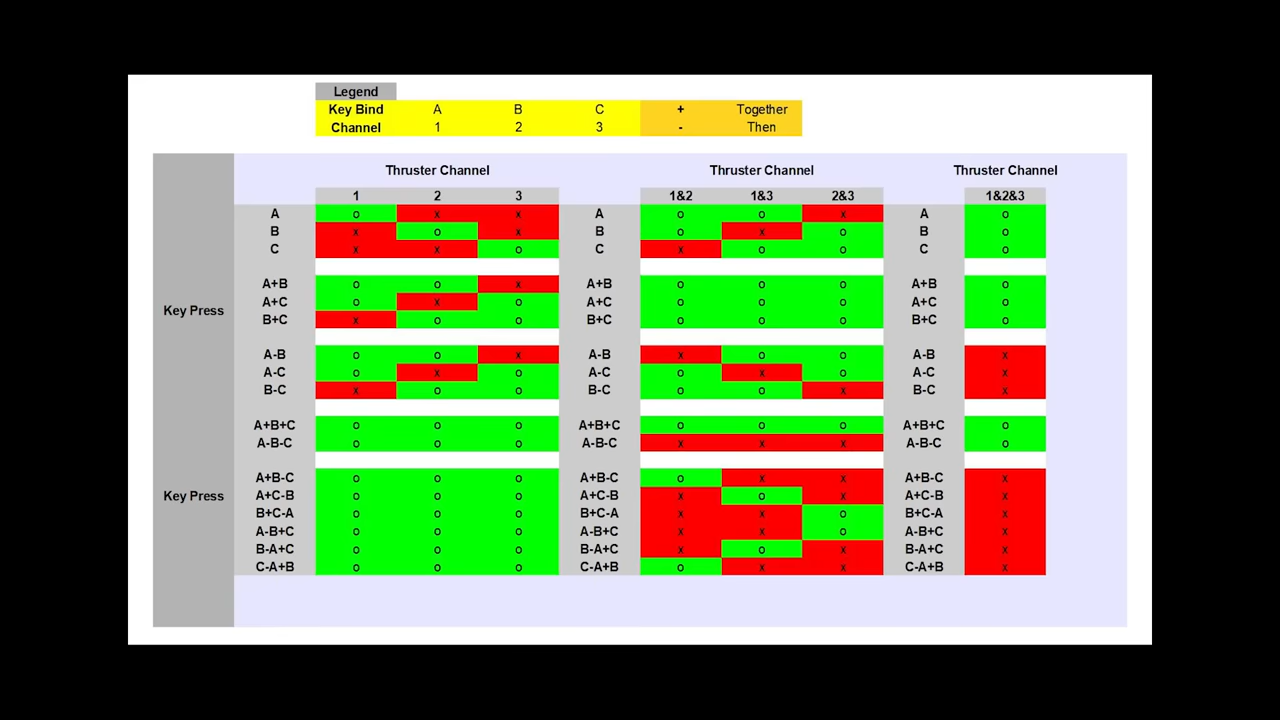 Legend
Key Bind A B C + Together
Channel 1 2 3 - Then
Thruster Channel Thruster Channel Thruster Channel
1 2 3 1&2 1&3 2&3 1&2&3
A o x x A o o x A o
B x o x B o x o B o
C x x o C x o o C o
A+B o o x A+B o o o A+B o
A+C o x o A+C o o o A+C o
Key Press
B+C x o o B+C o o o B+C o
A-B o o x A-B x o o A-B x
A-C o x o A-C o x o A-C x
B-C x o o B-C o o x B-C x
A+B+C o o o A+B+C o o o A+B+C o
A-B-C o o o A-B-C x x x A-B-C o
A+B-C o o o A+B-C o x x A+B-C x
Key Press A+C-B o o o A+C-B x o x A+C-B x
B+C-A o o o B+C-A x x o B+C-A x
A-B+C o o o A-B+C x x o A-B+C x
B-A+C o o o B-A+C x o x B-A+C x
C-A+B o o o C-A+B o x x C-A+B x